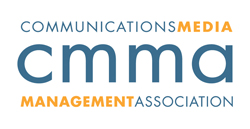 COMMUNICATIONSMEDIA
cmma
MANAGEMENTASSOCIATION